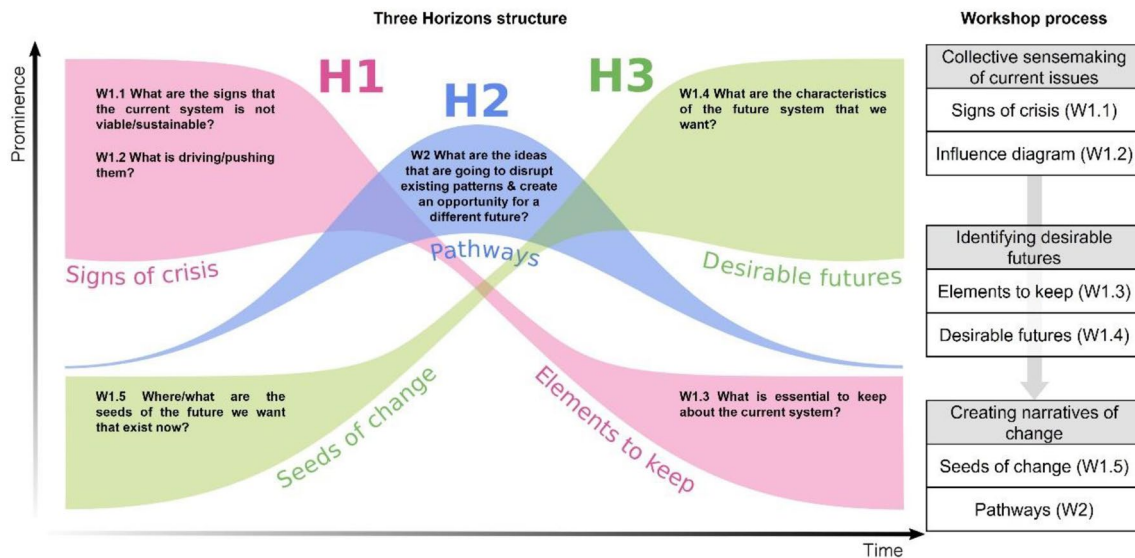 Three Horizons structure
Workshop process
Prominence
H1
H2
H3
W1.1 What are the signs that
the current system is not
viable/sustainable?
W1.2 What is driving/pushing
them?
W2 What are the ideas
that are going to disrupt
existing patterns & create
an opportunity for a
different future?
W1.4 What are the characteristics
of the future system that we
want?
Signs of crisis
Pathways
Desirable futures
W1.5 Where/what are the
seeds of the future we want
that exist now?
Seeds of change
Elements to keep
W1.3 What is essential to keep
about the current system?
Time
Collective sensemaking
of current issues
Signs of crisis (W1.1)
Influence diagram (W1.2)
Identifying desirable
futures
Elements to keep (W1.3)
Desirable futures (W1.4)
Creating narratives of
change
Seeds of change (W1.5)
Pathways (W2)